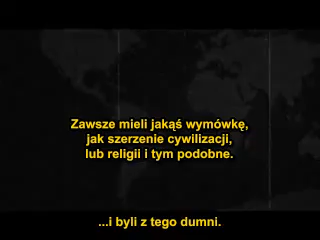 Zawsze mieli jakąś wymówkę,
jak szerzenie cywilizacji,
lub religii i tym podobne.
...i byli z tego dumni.